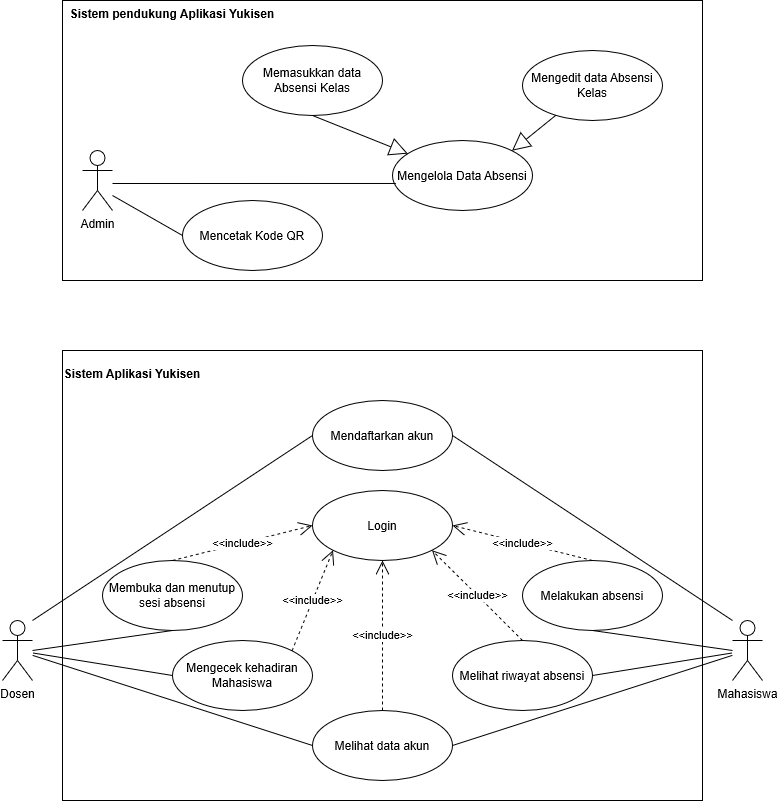 Sistem pendukung Aplikasi Yukisen
Memasukkan data
Absensi Kelas
Mengedit data Absensi
Kelas
Mengelola Data Absensi
Admin
Mencetak Kode QR
Sistem Aplikasi Yukisen
Mendaftarkan akun
Login
<<include>>
<<include>>
Membuka dan menutup
sesi absensi
Melakukan absensi
<<include>>
<<include>>
<<include>>
Mengecek kehadiran
Mahasiswa
Melihat riwayat absensi
Dosen
Mahasiswa
Melihat data akun